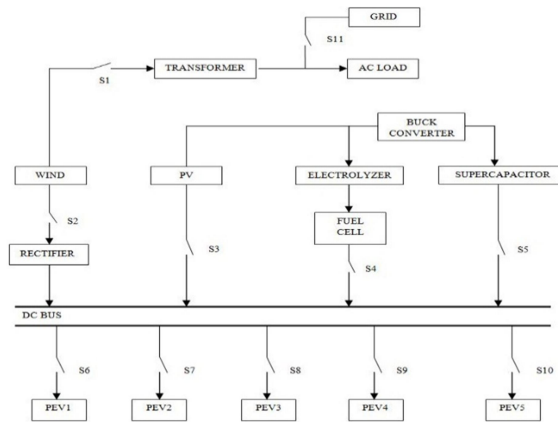 GRID
S11
S1
TRANSFORMER
AC LOAD
BUCK
CONVERTER
WIND
PV
ELECTROLYZER
SUPERCAPACITOR
S2
FUEL
CELL
RECTIFIER
S3
S4
S5
DC BUS
S6
S7
S8
S9
S10
PEV1
PEV2
PEV3
PEV4
PEV5